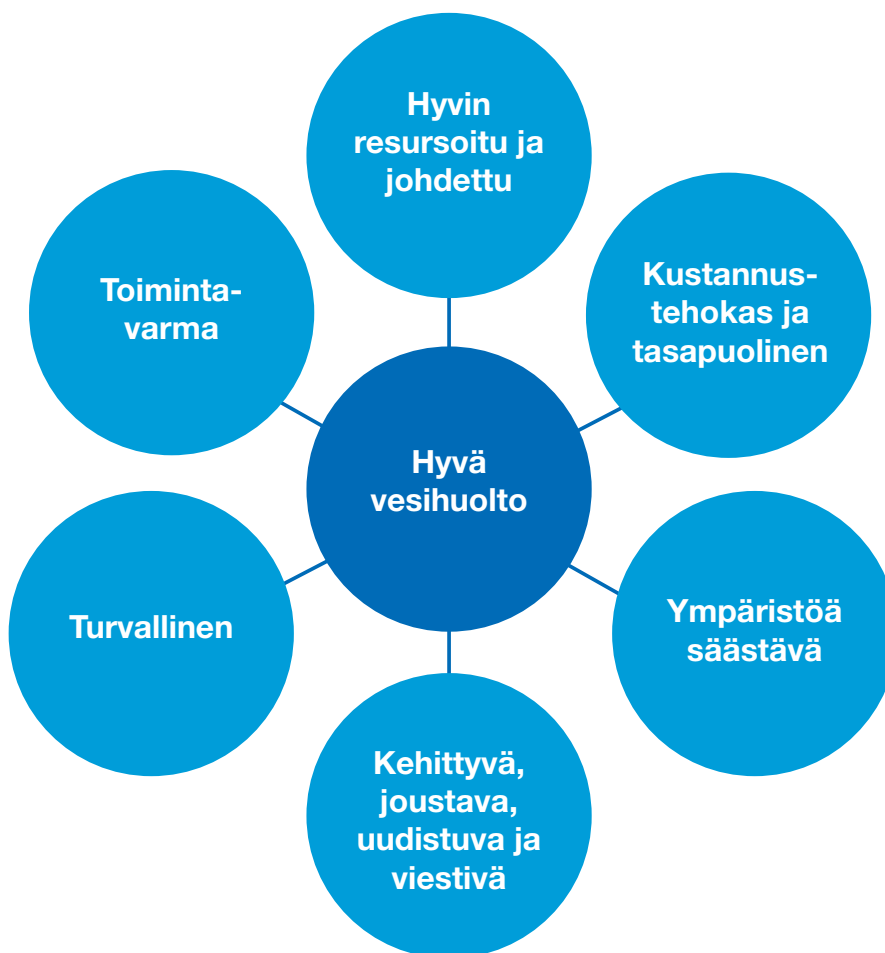 Hyvin
resursoitu ja
johdettu
Kustannus-
tehokas ja
tasapuolinen
Toiminta-
varma
Hyvä
vesihuolto
Turvallinen
Ympäristöä
säästävä
Kehittyvä,
joustava,
uudistuva ja
viestivä